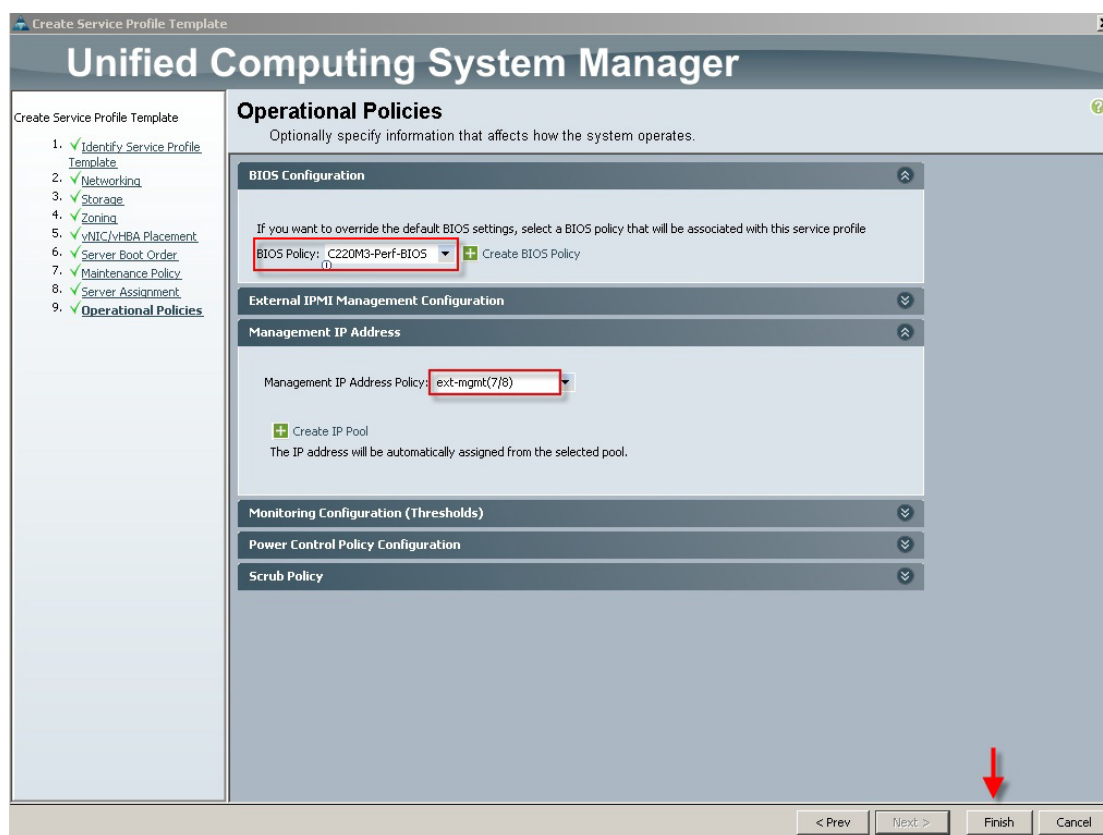 Create Service Profile Template
Unified Computing System Manager
Create Service Profile Template
1. Identify Service Profile
Template
2. Networking
3. Storage
4. Zoning
5. vNIC/vHBA Placement
6. Server Boot Order
7. Maintenance Policy
8. Server Assignment
9. Operational Policies
Operational Policies
Optionally specify information that affects how the system operates.
BIOS Configuration
If you want to override the default BIOS settings, select a BIOS policy that will be associated with this service profile
BIOS Policy: C220M3-Perf-BIOS Create BIOS Policy
External IPMI Management Configuration
Management IP Address
Management IP Address Policy: ext-mgmt(7/8)
Create IP Pool
The IP address will be automatically assigned from the selected pool.
Monitoring Configuration (Thresholds)
Power Control Policy Configuration
Scrub Policy
< Prev Next > Finish Cancel